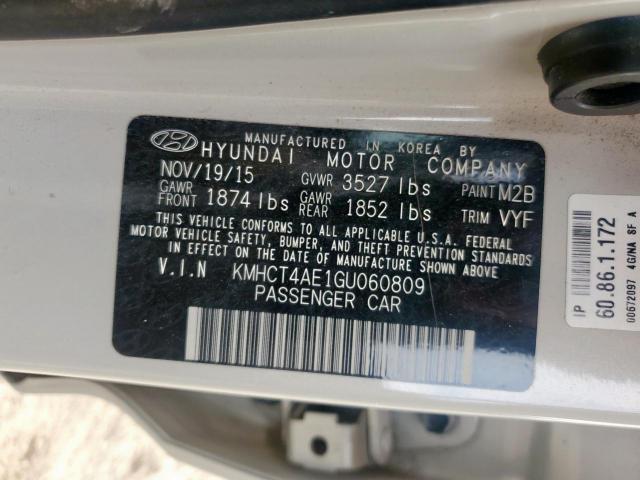 MANUFACTURED IN KOREA BY
HYUNDAI MOTOR COMPANY
NOV/19/15 GVWR 3527 lbs PAINT M2B
GAWR FRONT 1874 lbs GAWR REAR 1852 lbs TRIM VYF
THIS VEHICLE CONFORMS TO ALL APPLICABLE U.S.A. FEDERAL
MOTOR VEHICLE SAFETY, BUMPER, AND THEFT PREVENTION STANDARDS
IN EFFECT ON THE DATE OF MANUFACTURE SHOWN ABOVE.
V.I.N KMHCT4AE1GU060809
PASSENGER CAR
IP
60.86.1.172
00672097 4G/NA SF A